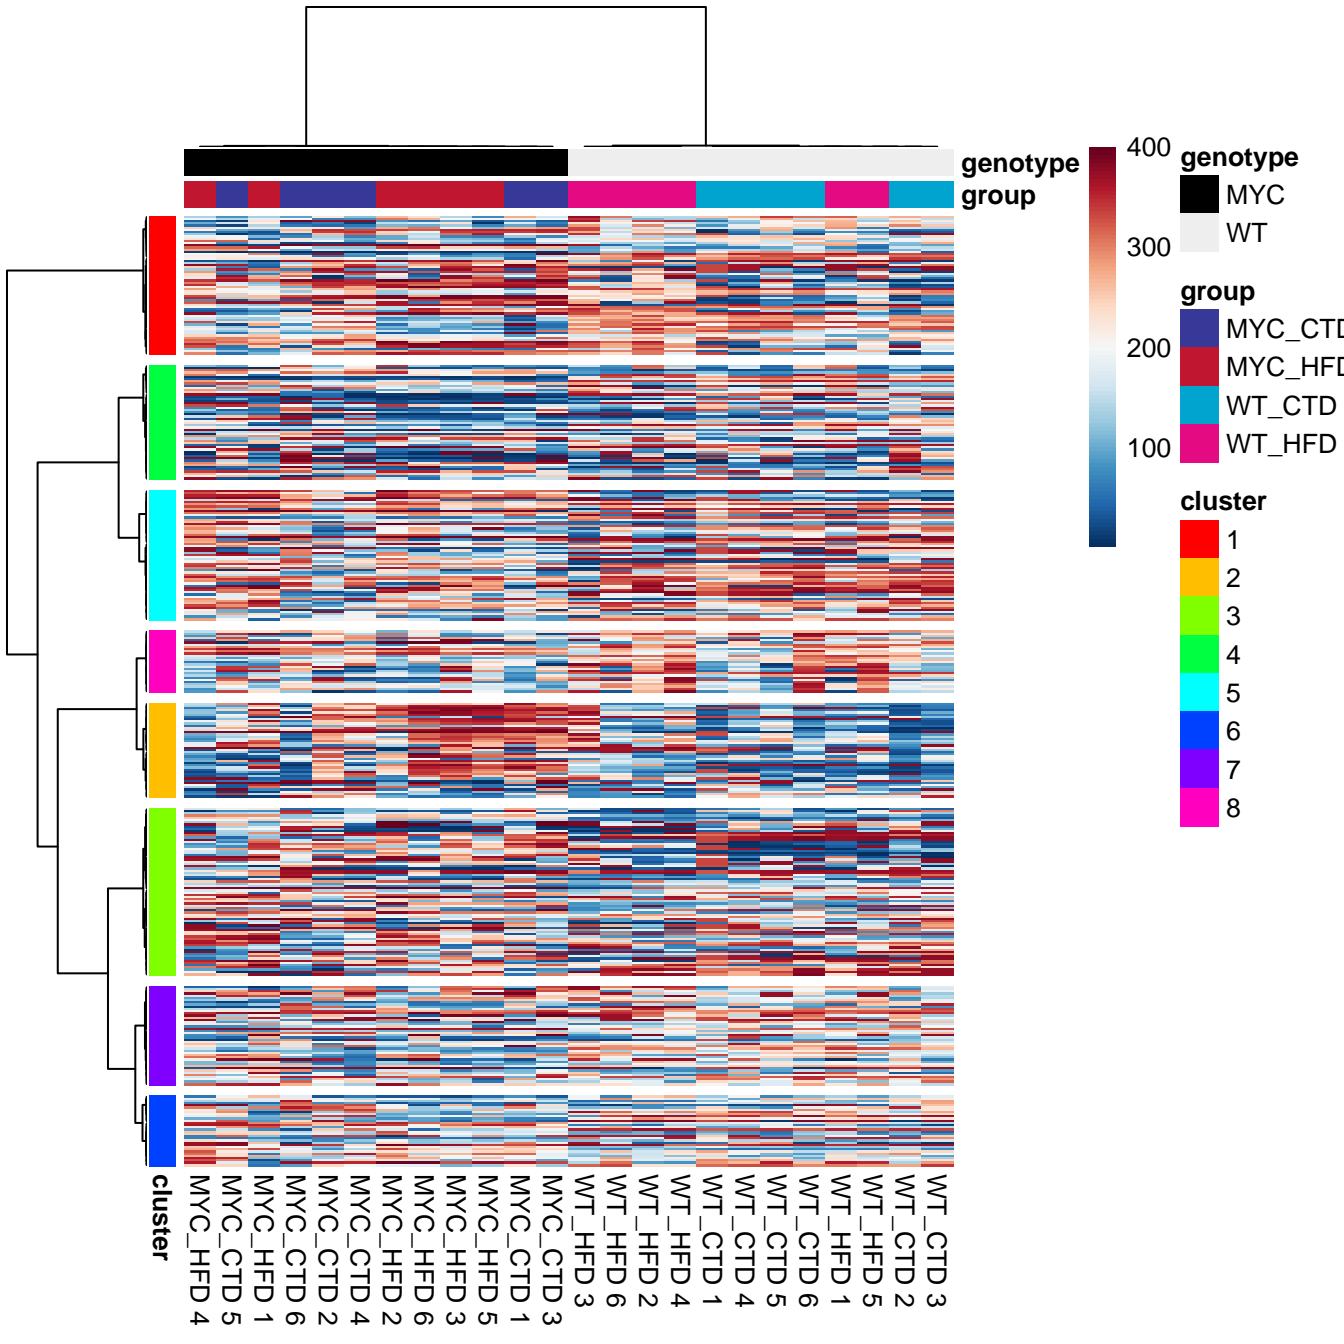 genotype
group
400
300
200
100
genotype
MYC
WT
group
MYC_CTD
MYC_HFD
WT_CTD
WT_HFD
cluster
1
2
3
4
5
6
7
8
cluster
MYC_HFD 4
MYC_CTD 5
MYC_HFD 1
MYC_CTD 6
MYC_CTD 2
MYC_CTD 4
MYC_HFD 2
MYC_HFD 6
MYC_HFD 3
MYC_HFD 5
MYC_CTD 1
MYC_CTD 3
WT_HFD 3
WT_HFD 6
WT_HFD 2
WT_HFD 4
WT_CTD 1
WT_CTD 4
WT_CTD 5
WT_CTD 6
WT_HFD 1
WT_HFD 5
WT_CTD 2
WT_CTD 3